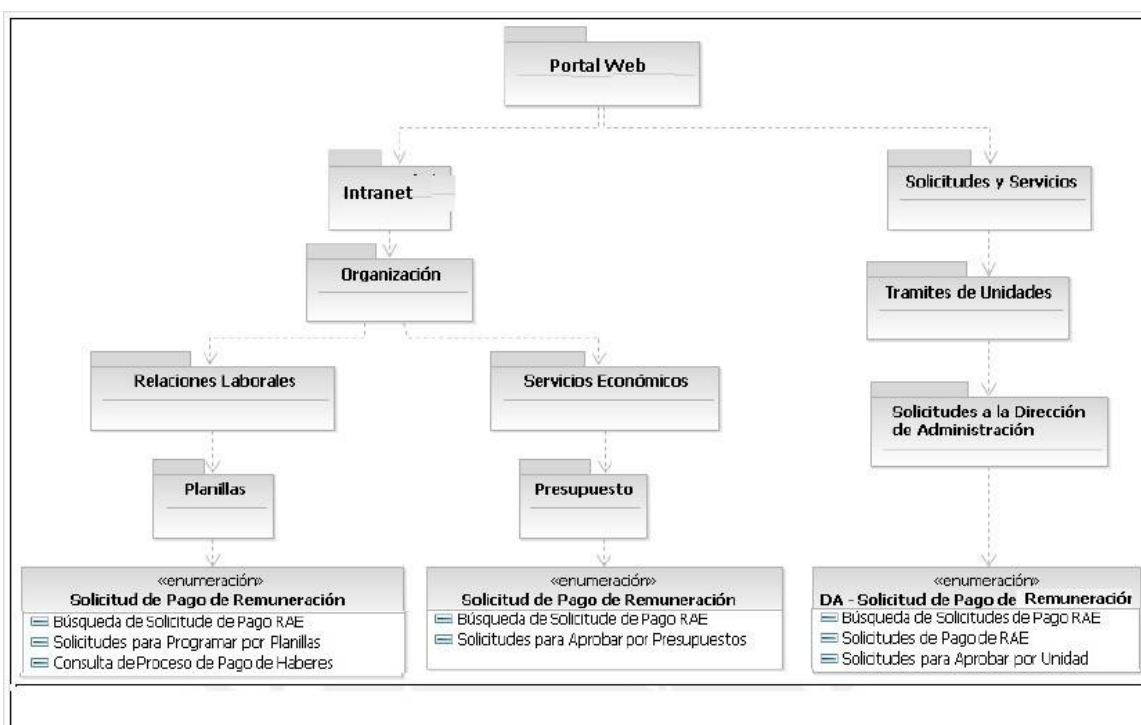 Portal Web
Intranet
Solicitudes y Servicios
Organización
Tramites de Unidades
Relaciones Laborales
Servicios Económicos
Solicitudes a la Dirección
de Administración
Planillas
Presupuesto
«enumeración»
Solicitud de Pago de Remuneración
Búsqueda de Solicitude de Pago RAE
Solicitudes para Programar por Planillas
Consulta de Proceso de Pago de Haberes
«enumeración»
Solicitud de Pago de Remuneración
Búsqueda de Solicitude de Pago RAE
Solicitudes para Aprobar por Presupuestos
«enumeración»
DA - Solicitud de Pago de Remuneración
Búsqueda de Solicitudes de Pago RAE
Solicitudes de Pago de RAE
Solicitudes para Aprobar por Unidad